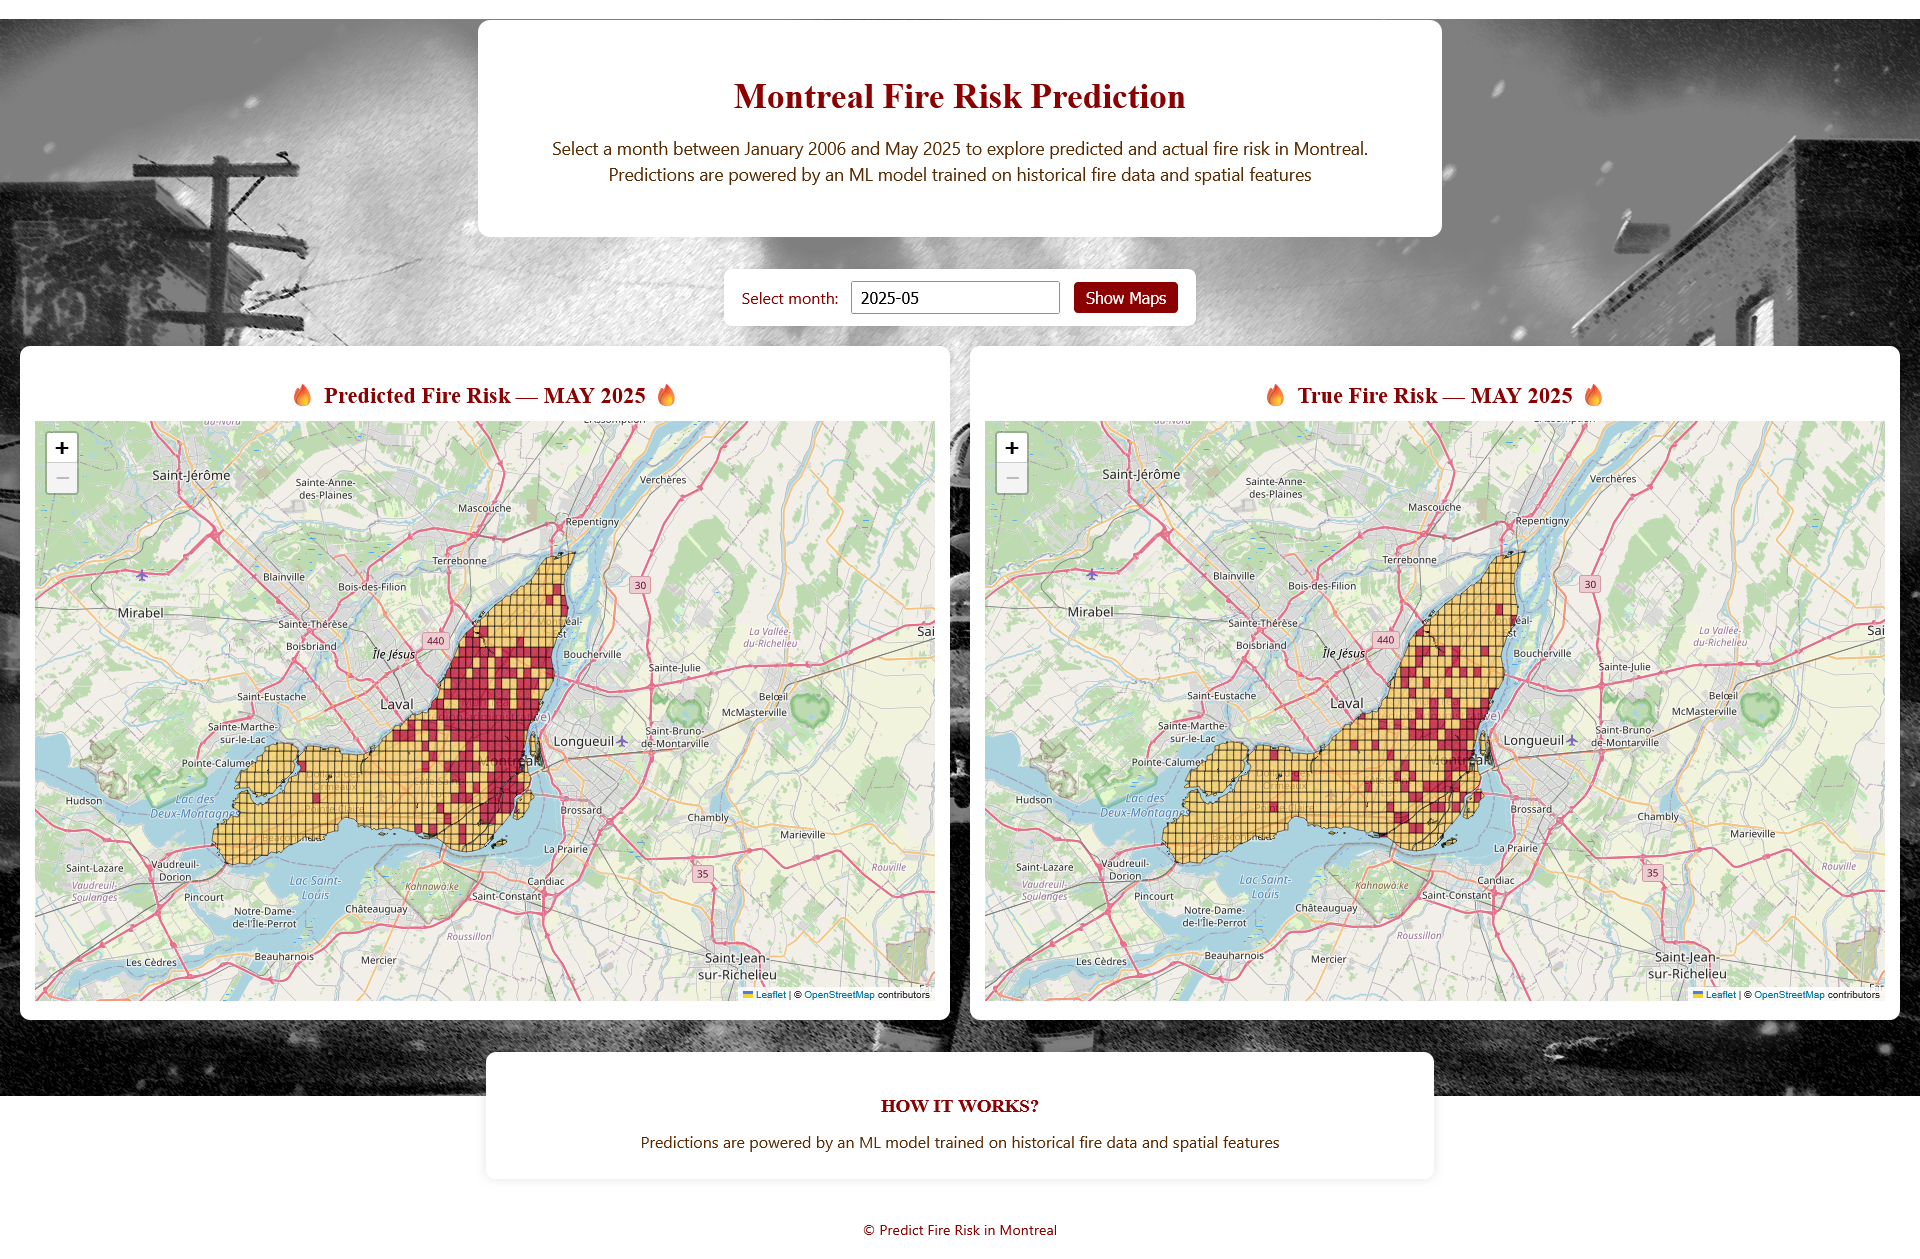 Montreal Fire Risk Prediction
Select a month between January 2006 and May 2025 to explore predicted and actual fire risk in Montreal.
Predictions are powered by an ML model trained on historical fire data and spatial features
Select month: 2025-05 Show Maps
🔥 Predicted Fire Risk — MAY 2025 🔥
+
−
Saint-Jérôme
Sainte-Anne-
des-Plaines
Verchères
Mascouche
Repentigny
Terrebonne
Blainville
Bois-des-Filion
30
Mirabel
Sainte-Thérèse
440
Boisbriand
Île Jésus
Boucherville
La Vallée-
du-Richelieu
Sainte-Julie
Saint-Eustache
Laval
Belœil
McMasterville
Sainte-Marthe-
sur-le-Lac
Longueuil
Saint-Bruno-
de-Montarville
Pointe-Calumet
Montréal
Hudson
Lac des
Deux-Montagnes
Brossard
Chambly
Marieville
La Prairie
Saint-Lazare
Vaudreuil-
Dorion
Vaudreuil-
Soulanges
Pincourt
Lac Saint-
Louis
Kahnawà:ke
Candiac
Saint-Constant
35
Rouville
Notre-Dame-
de-l'Île-Perrot
Châteauguay
Roussillon
Les Cèdres
Beauharnois
Mercier
Saint-Jean-
sur-Richelieu
Leaflet | © OpenStreetMap contributors
🔥 True Fire Risk — MAY 2025 🔥
+
−
Saint-Jérôme
Sainte-Anne-
des-Plaines
Verchères
Mascouche
Repentigny
Terrebonne
Blainville
Bois-des-Filion
30
Mirabel
Sainte-Thérèse
440
Boisbriand
Île Jésus
Boucherville
La Vallée-
du-Richelieu
Sainte-Julie
Saint-Eustache
Laval
Belœil
McMasterville
Sainte-Marthe-
sur-le-Lac
Longueuil
Saint-Bruno-
de-Montarville
Pointe-Calumet
Montréal
Hudson
Lac des
Deux-Montagnes
Brossard
Chambly
Marieville
La Prairie
Saint-Lazare
Vaudreuil-
Dorion
Vaudreuil-
Soulanges
Pincourt
Lac Saint-
Louis
Kahnawà:ke
Candiac
Saint-Constant
35
Rouville
Notre-Dame-
de-l'Île-Perrot
Châteauguay
Roussillon
Les Cèdres
Beauharnois
Mercier
Saint-Jean-
sur-Richelieu
Leaflet | © OpenStreetMap contributors
HOW IT WORKS?
Predictions are powered by an ML model trained on historical fire data and spatial features
© Predict Fire Risk in Montreal